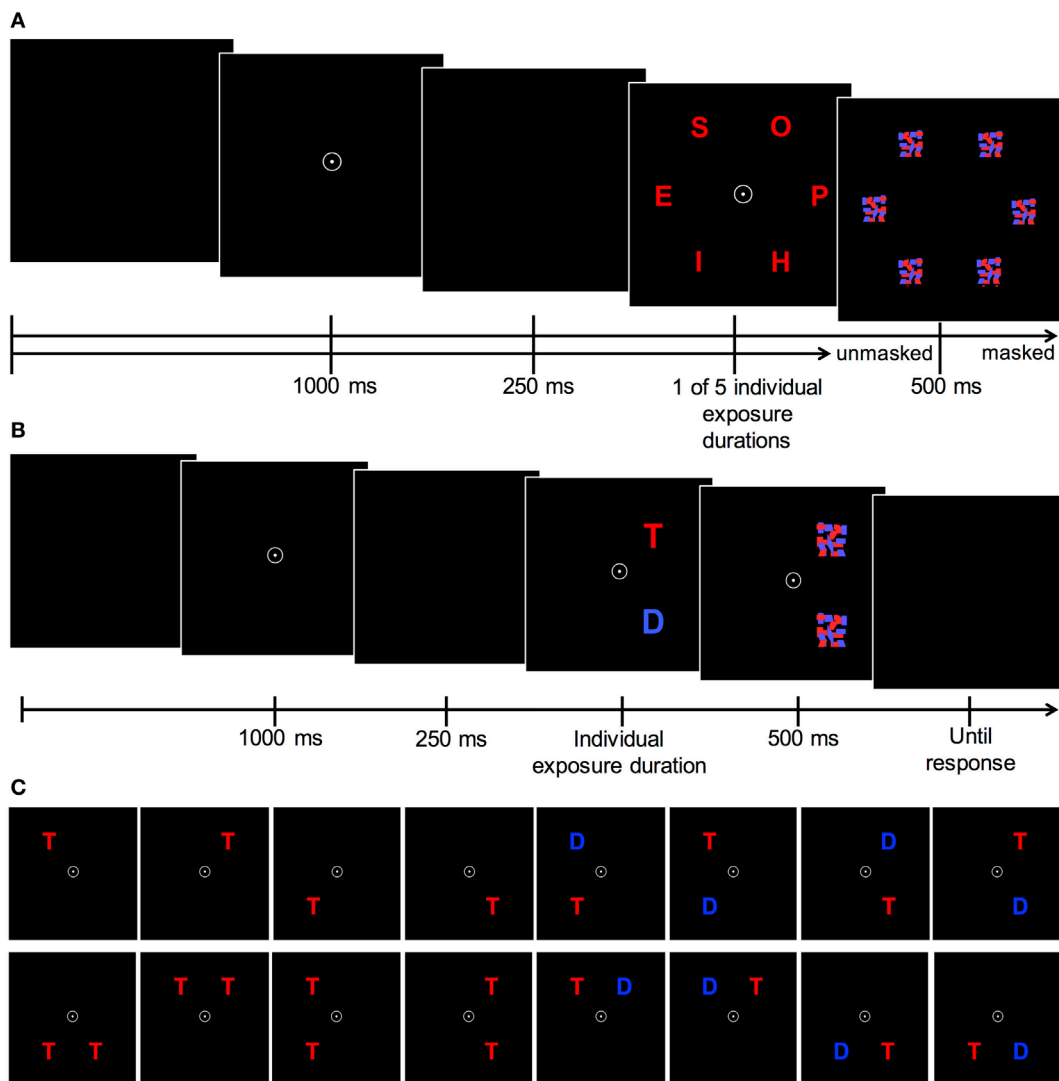 A
S O
E P
I H
unmasked masked
1000 ms 250 ms 1 of 5 individual 500 ms
exposure
durations
B
T
D
1000 ms 250 ms Individual 500 ms Until
exposure duration response
C
T T D T D T
T T T D T D
T T T T T D D T
T T T T D T T D